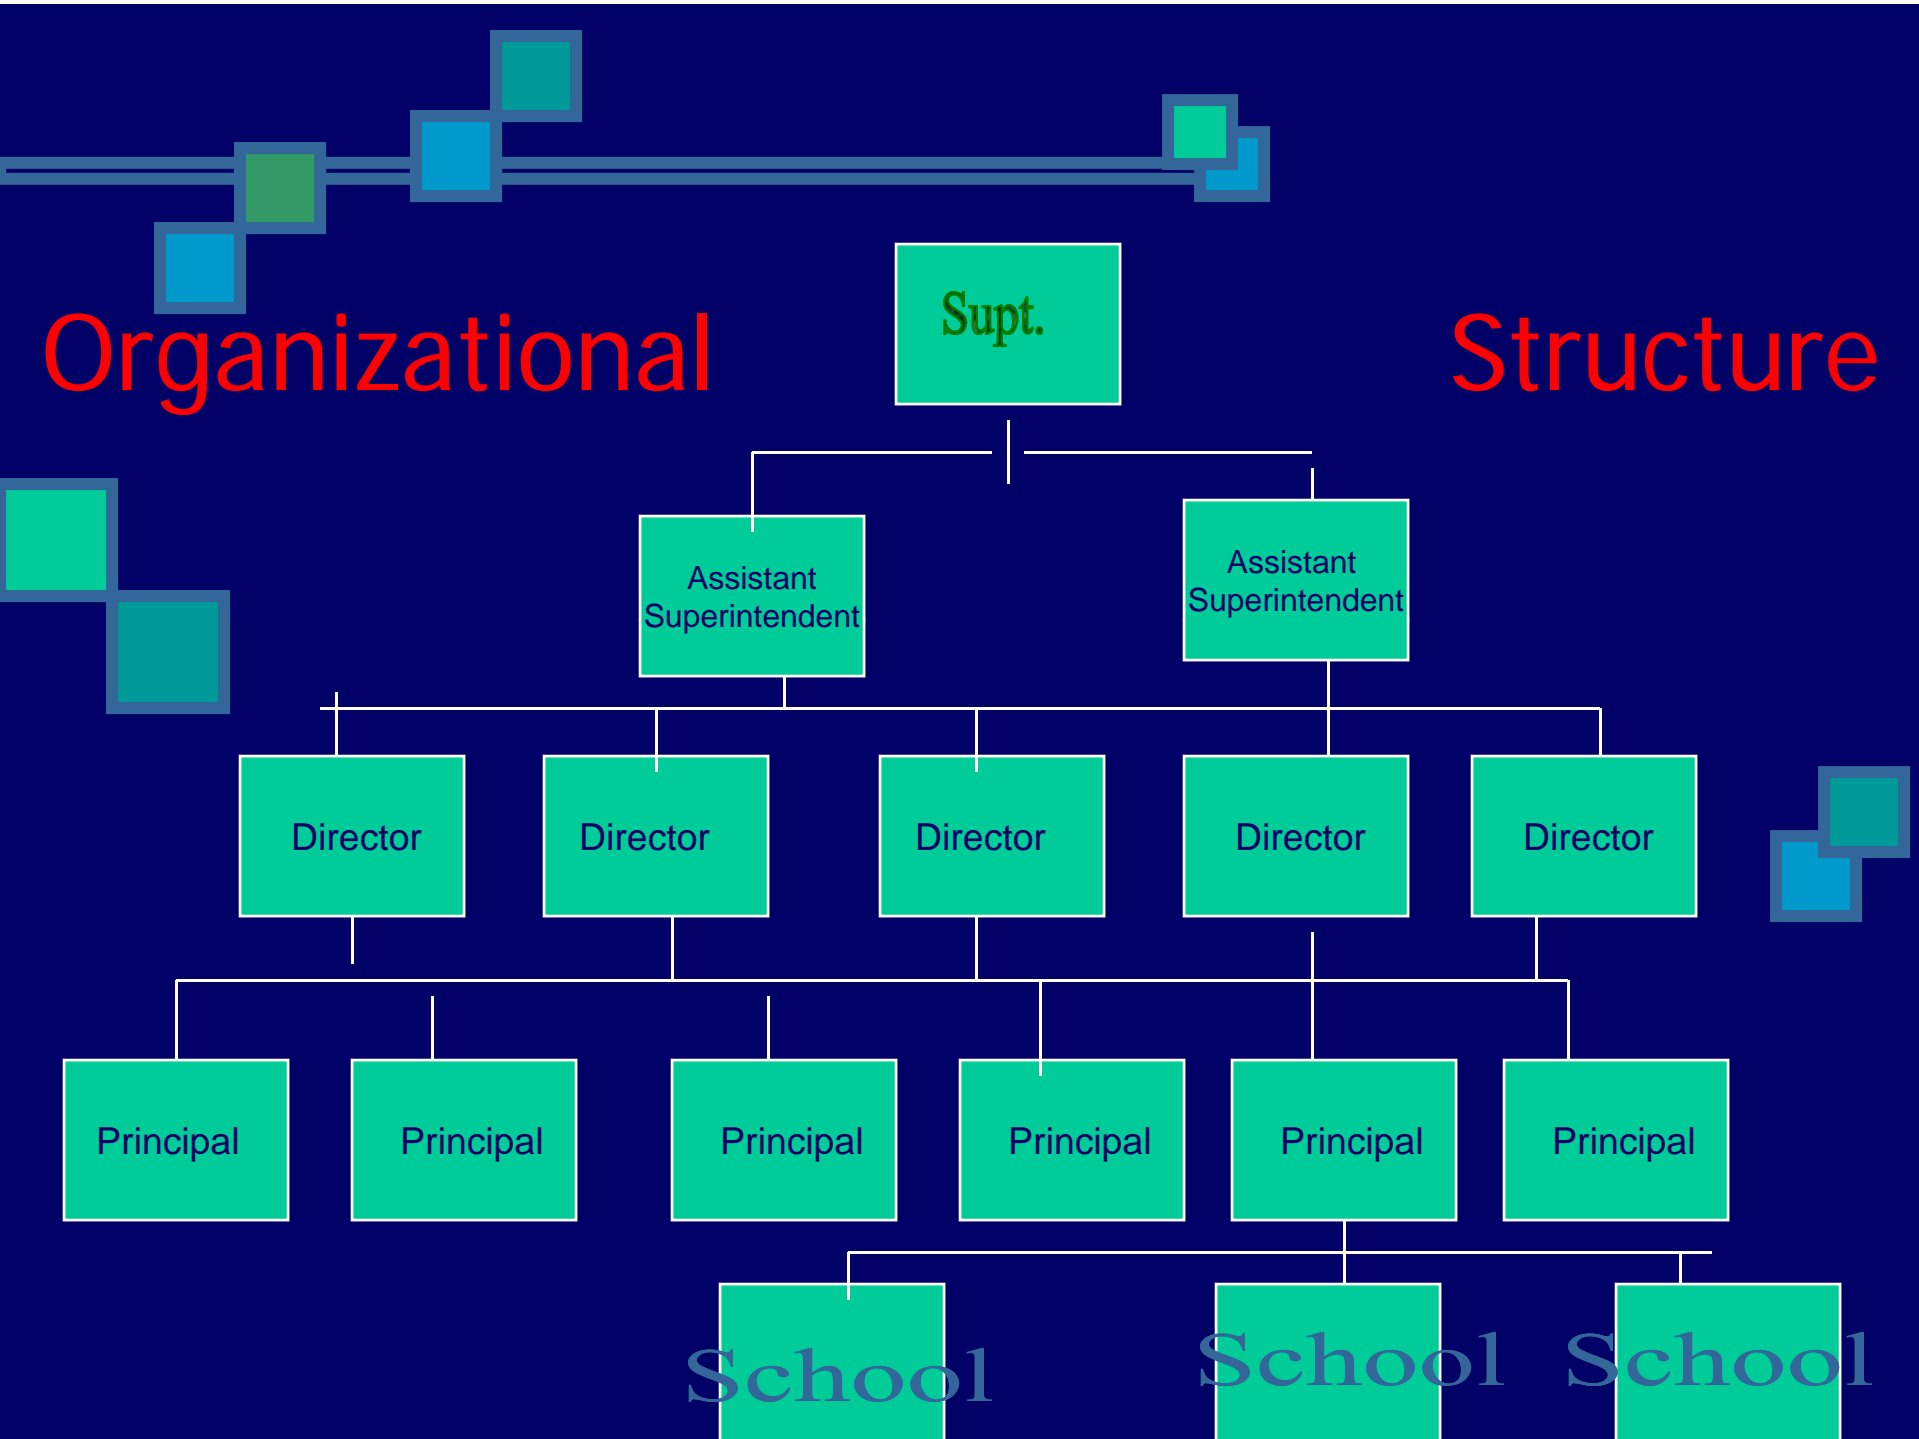 Organizational
Supt.
Structure
Assistant
Superintendent
Assistant
Superintendent
Director
Director
Director
Director
Director
Principal
Principal
Principal
Principal
Principal
Principal
School
School
School